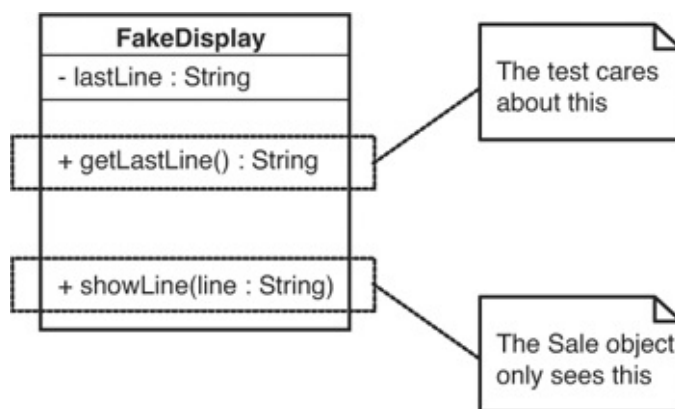 FakeDisplay
- lastLine : String
+ getLastLine() : String
+ showLine(line : String)
The test cares
about this
The Sale object
only sees this